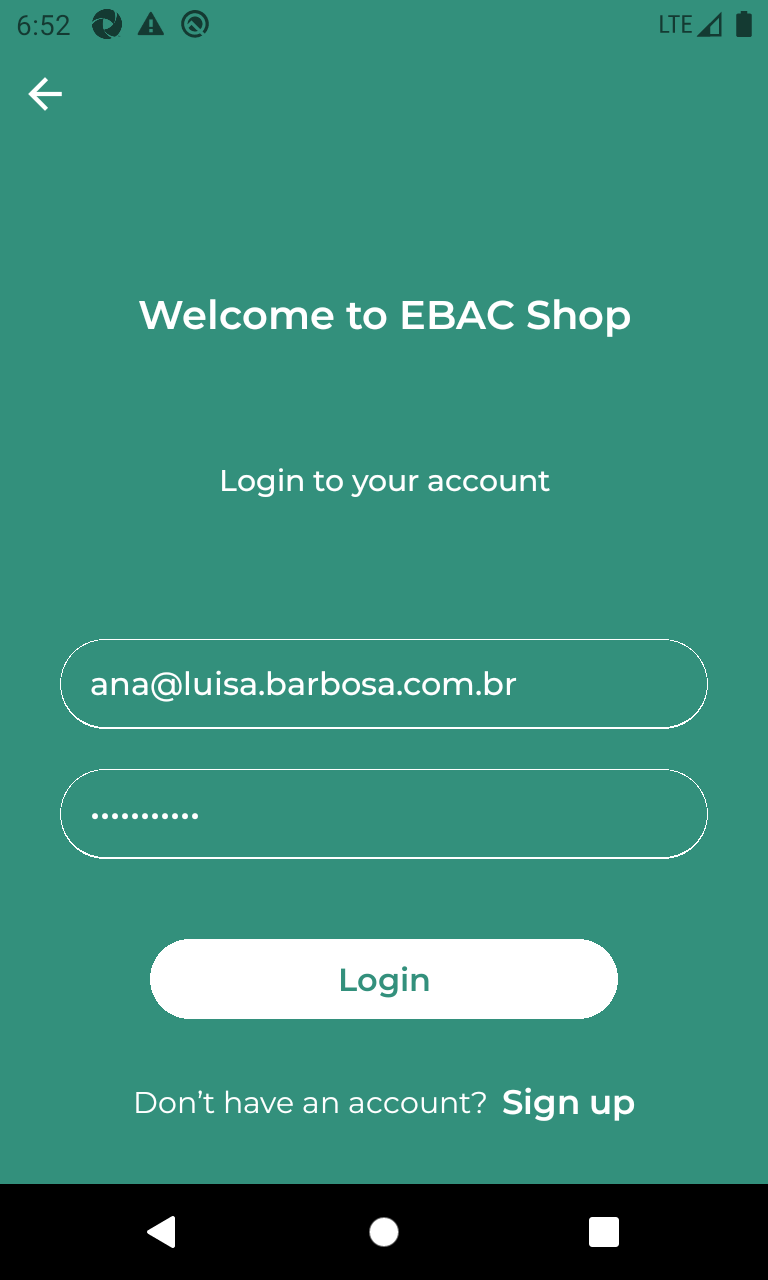 6:52 LTE
Welcome to EBAC Shop
Login to your account
ana@luisa.barbosa.com.br
•••••••••••
Login
Don’t have an account? Sign up